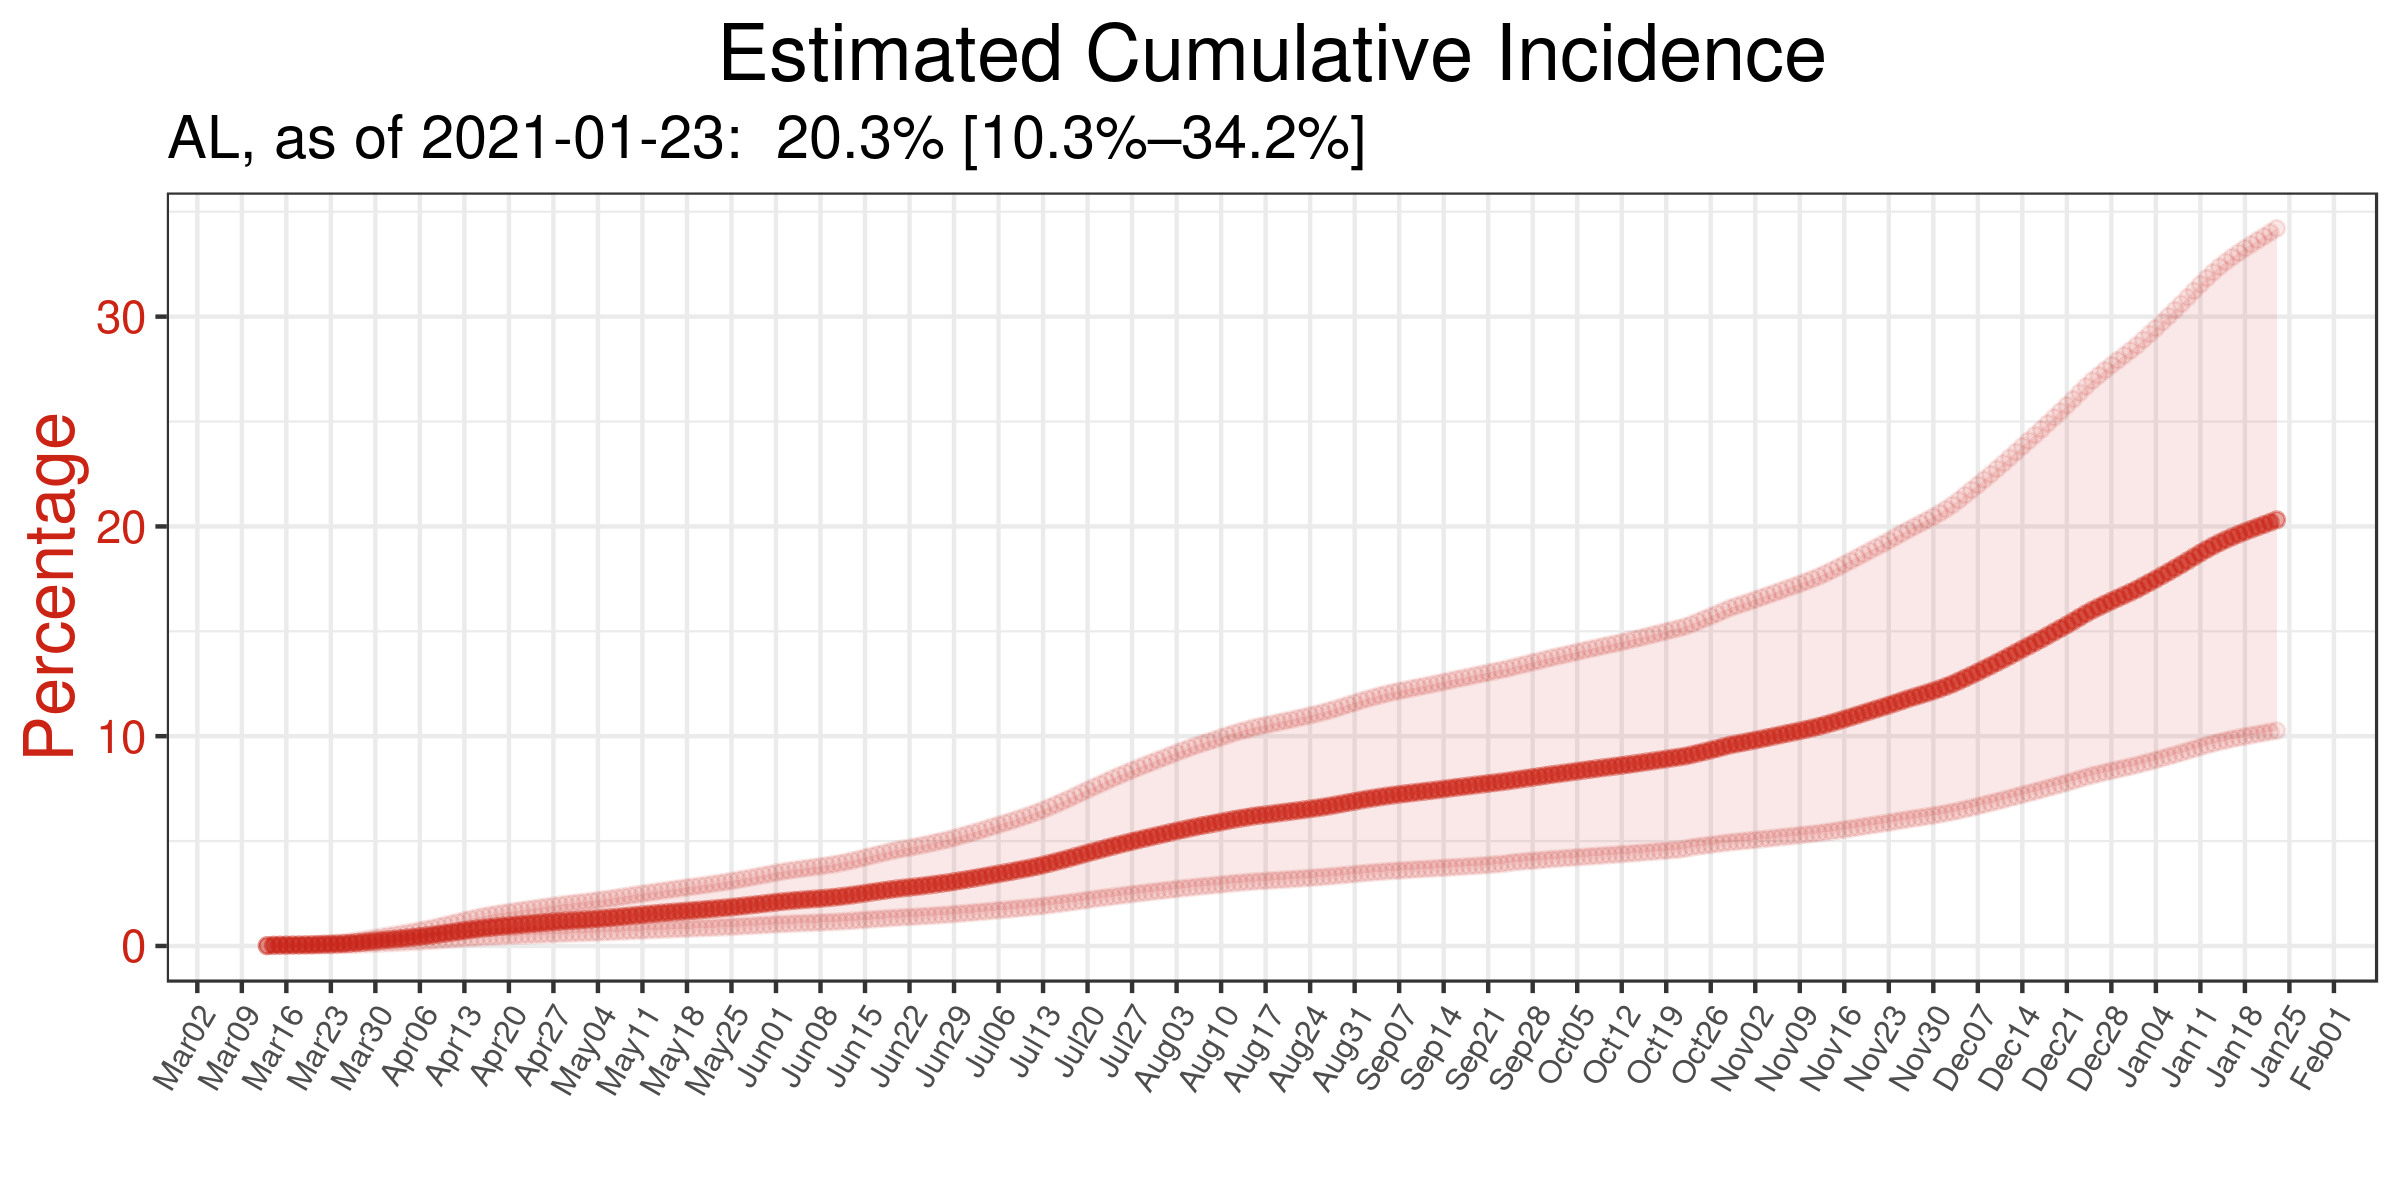 Estimated Cumulative Incidence
AL, as of 2021-01-23:  20.3% [10.3%–34.2%]
Percentage
30
20
10
0
Mar02
Mar09
Mar16
Mar23
Mar30
Apr06
Apr13
Apr20
Apr27
May04
May11
May18
May25
Jun01
Jun08
Jun15
Jun22
Jun29
Jul06
Jul13
Jul20
Jul27
Aug03
Aug10
Aug17
Aug24
Aug31
Sep07
Sep14
Sep21
Sep28
Oct05
Oct12
Oct19
Oct26
Nov02
Nov09
Nov16
Nov23
Nov30
Dec07
Dec14
Dec21
Dec28
Jan04
Jan11
Jan18
Jan25
Feb01